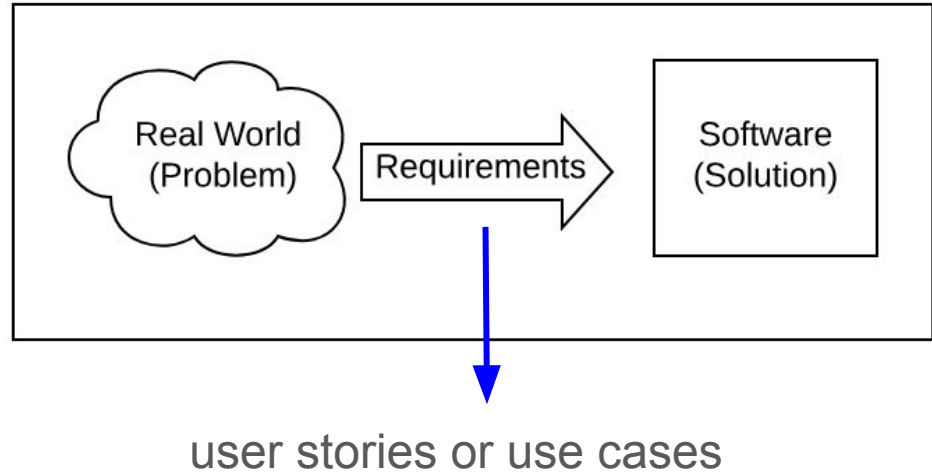 Real World
(Problem)
Requirements
Software
(Solution)
user stories or use cases